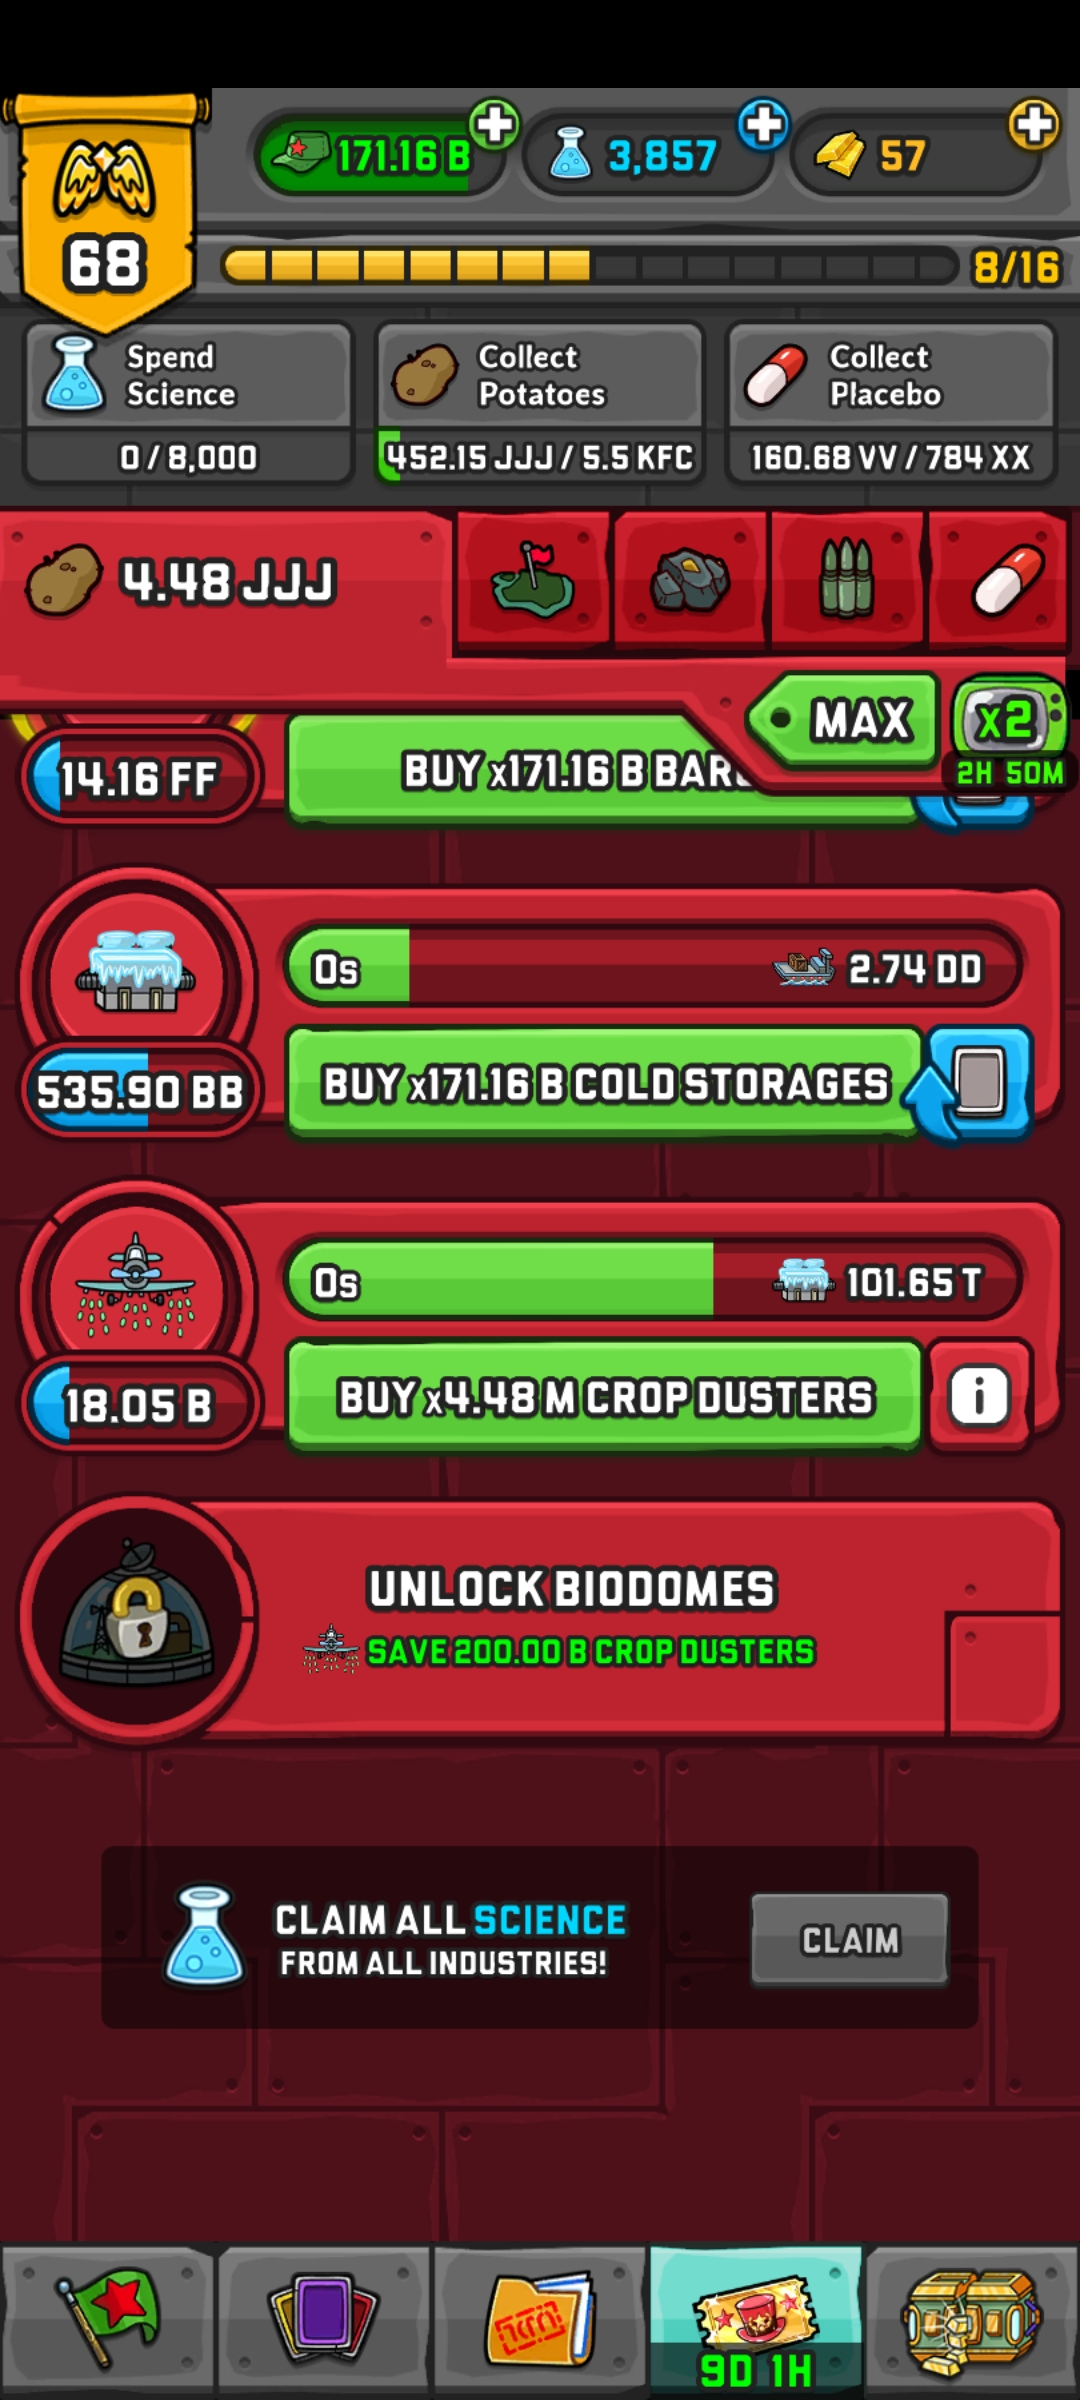 171.16 B
3,857
57
68
8/16
Spend
Science
0 / 8,000
Collect
Potatoes
452.15 JJJ / 5.5 KFC
Collect
Placebo
160.68 VV / 784 XX
4.48 JJJ
MAX
x2
2H 50M
14.16 FF
BUY x171.16 B
0s
2.74 DD
535.90 BB
BUY x171.16 B COLD STORAGES
0s
101.65 T
18.05 B
BUY x4.48 M CROP DUSTERS
i
UNLOCK BIODOMES
SAVE 200.00 B CROP DUSTERS
CLAIM ALL SCIENCE
FROM ALL INDUSTRIES!
CLAIM
9D 1H